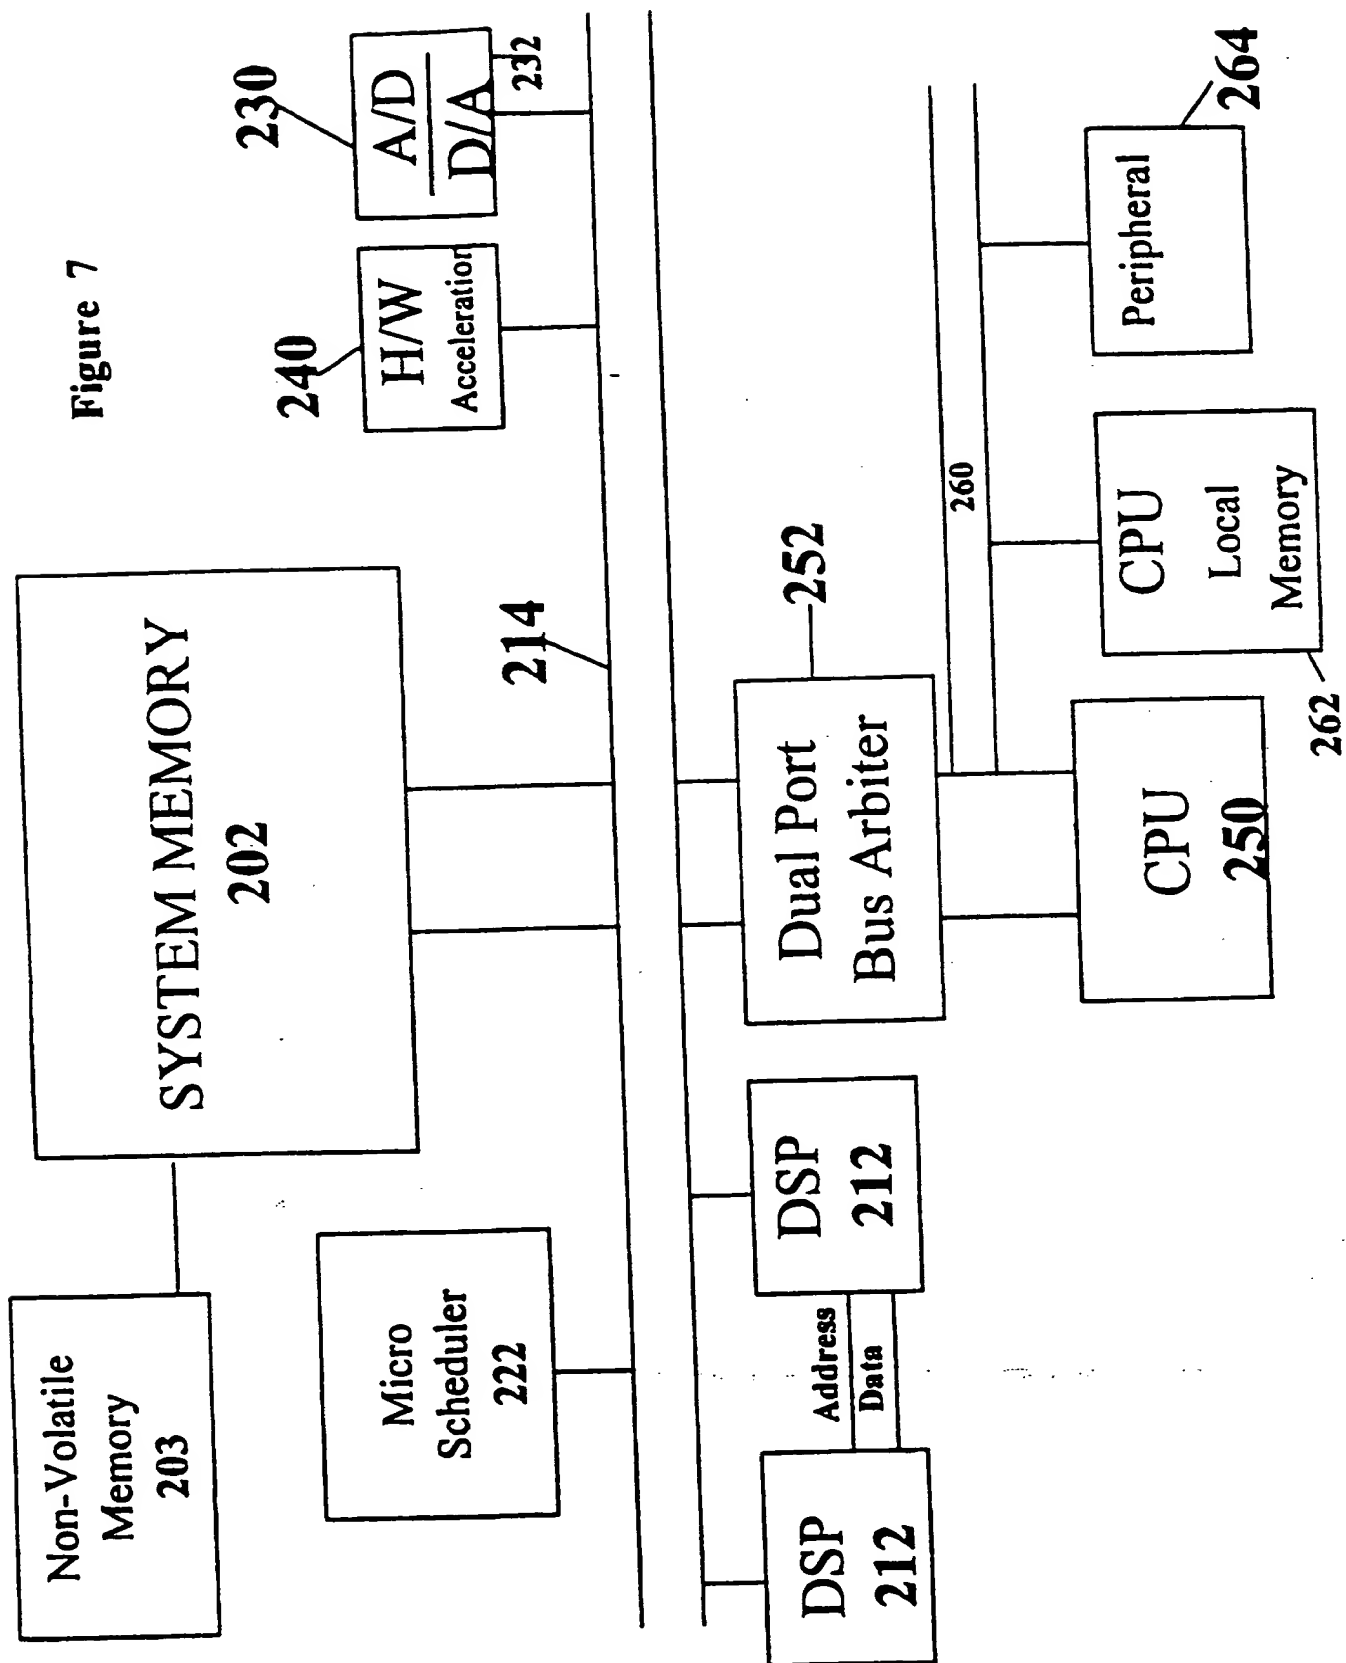 Figure 7
Non-Volatile
Memory
203
SYSTEM MEMORY
202
240
H/W
Acceleration
230
A/D
D/A
232
Micro
Scheduler
222
214
DSP
212
Address
Data
DSP
212
Dual Port
Bus Arbiter
252
260
CPU
250
CPU
Local
Memory
262
Peripheral
264